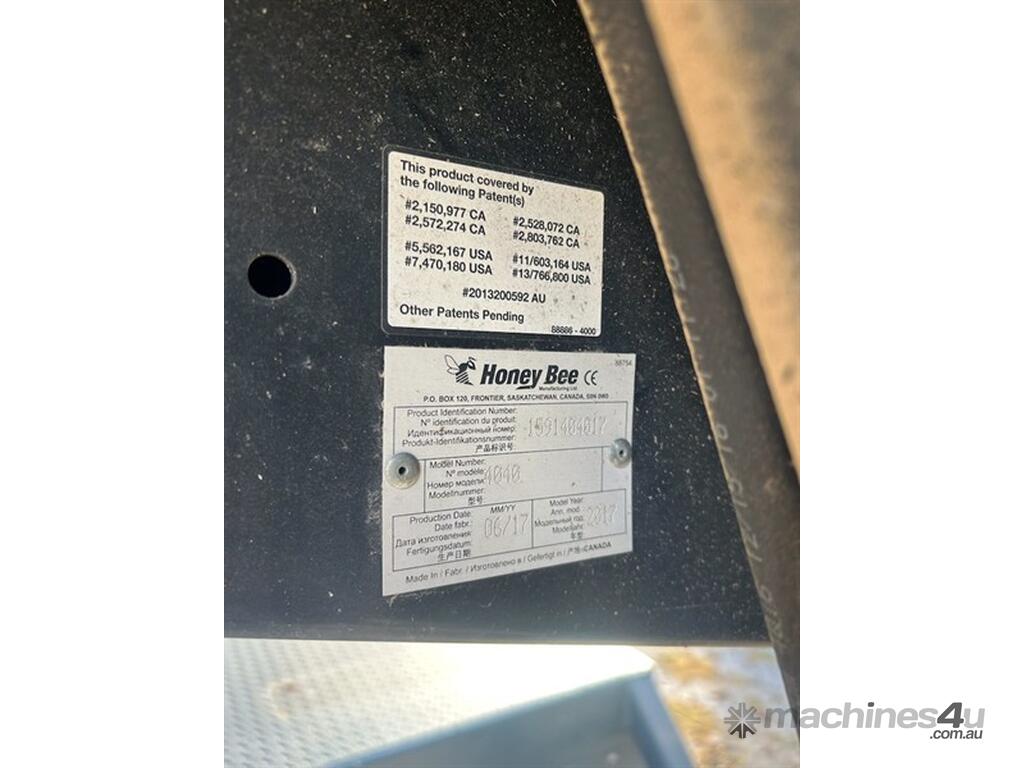 This product covered by
the following Patent(s)
#2,150,977 CA #2,528,072 CA
#2,572,274 CA #2,803,762 CA
#5,562,167 USA #11/603,164 USA
#7,470,180 USA #13/766,800 USA
#2013200592 AU
Other Patents Pending 88886 - 4000
88754
Honey Bee CE
Manufacturing Ltd.
P.O. BOX 120, FRONTIER, SASKATCHEWAN, CANADA, S0N 0W0
Product Identification Number:
N° identification du produit:
Идентификационный номер: 1591404017
Produkt-Identifikationsnummer:
产品标识号:
Model Number:
N° modèle:
Номер модели: 4040
Modellnummer:
型号:
Production Date: MM/YY Model Year:
Date fabr.: Ann. mod.:
Дата изготовления: 06/17 Модельный год: 2017
Fertigungsdatum: Modelljahr:
生产日期 年型:
Made In / Fabr. / Изготовлено в / Gefertigt in / 产地:CANADA
machines4u
.com.au